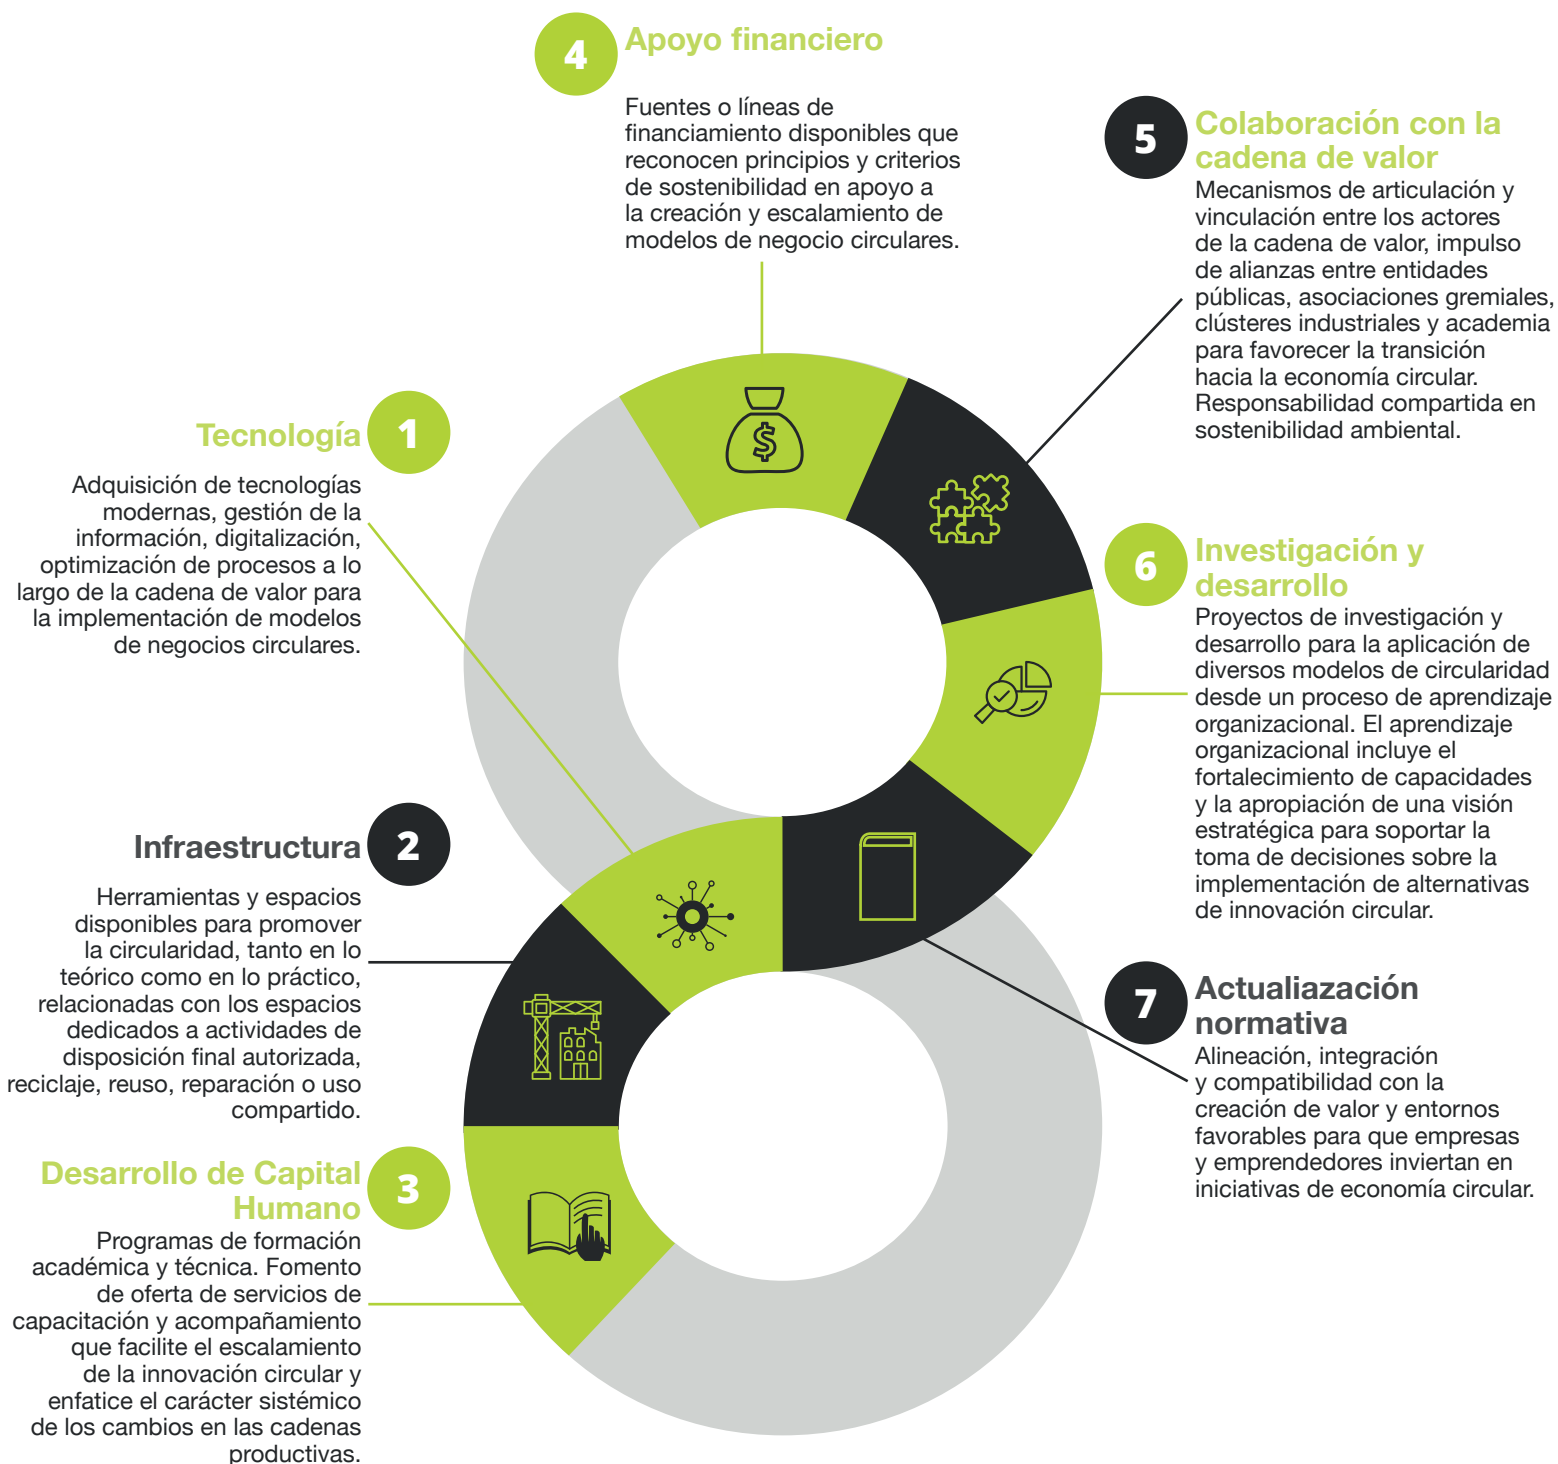 1
Tecnología
Adquisición de tecnologías
modernas, gestión de la
información, digitalización,
optimización de procesos a lo
largo de la cadena de valor para
la implementación de modelos
de negocios circulares.
2
Infraestructura
Herramientas y espacios
disponibles para promover
la circularidad, tanto en lo
teórico como en lo práctico,
relacionadas con los espacios
dedicados a actividades de
disposición final autorizada,
reciclaje, reuso, reparación o uso
compartido.
3
Desarrollo de Capital
Humano
Programas de formación
académica y técnica. Fomento
de oferta de servicios de
capacitación y acompañamiento
que facilite el escalamiento
de la innovación circular y
enfatice el carácter sistémico
de los cambios en las cadenas
productivas.
4
Apoyo financiero
Fuentes o líneas de
financiamiento disponibles que
reconocen principios y criterios
de sostenibilidad en apoyo a
la creación y escalamiento de
modelos de negocio circulares.
$
5
Colaboración con la
cadena de valor
Mecanismos de articulación y
vinculación entre los actores
de la cadena de valor, impulso
de alianzas entre entidades
públicas, asociaciones gremiales,
clústeres industriales y academia
para favorecer la transición
hacia la economía circular.
Responsabilidad compartida en
sostenibilidad ambiental.
6
Investigación y
desarrollo
Proyectos de investigación y
desarrollo para la aplicación de
diversos modelos de circularidad
desde un proceso de aprendizaje
organizacional. El aprendizaje
organizacional incluye el
fortalecimiento de capacidades
y la apropiación de una visión
estratégica para soportar la
toma de decisiones sobre la
implementación de alternativas
de innovación circular.
7
Actualiazación
normativa
Alineación, integración
y compatibilidad con la
creación de valor y entornos
favorables para que empresas
y emprendedores inviertan en
iniciativas de economía circular.